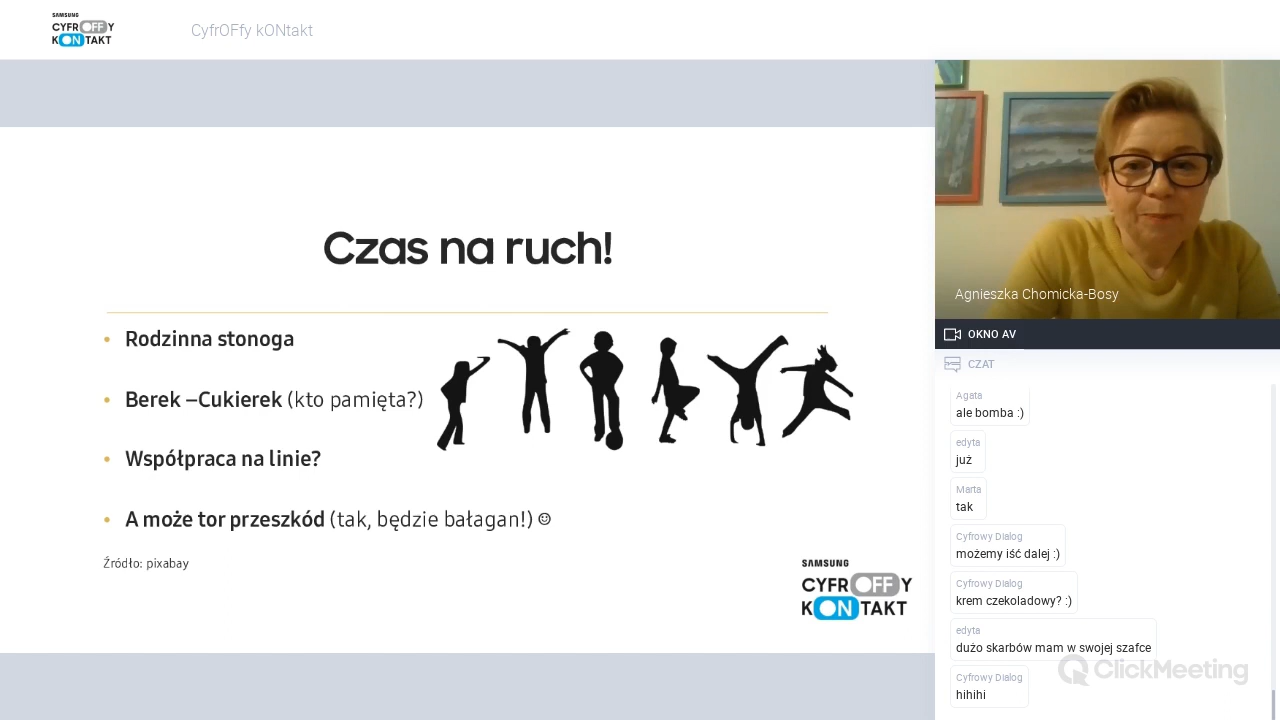 SAMSUNG
CYFROFFY
KONTAKT
CyfrOFfy kONtakt
Czas na ruch!
• Rodzinna stonoga
• Berek –Cukierek (kto pamięta?)
• Współpraca na linie?
• A może tor przeszkód (tak, będzie bałagan!) ☺
Źródło: pixabay
SAMSUNG
CYFROFFY
KONTAKT
Agnieszka Chomicka-Bosy
OKNO AV
CZAT
Agata
ale bomba :)
edyta
już
Marta
tak
Cyfrowy Dialog
możemy iść dalej :)
Cyfrowy Dialog
krem czekoladowy? :)
edyta
dużo skarbów mam w swojej szafce
Cyfrowy Dialog
hihihi
ClickMeeting